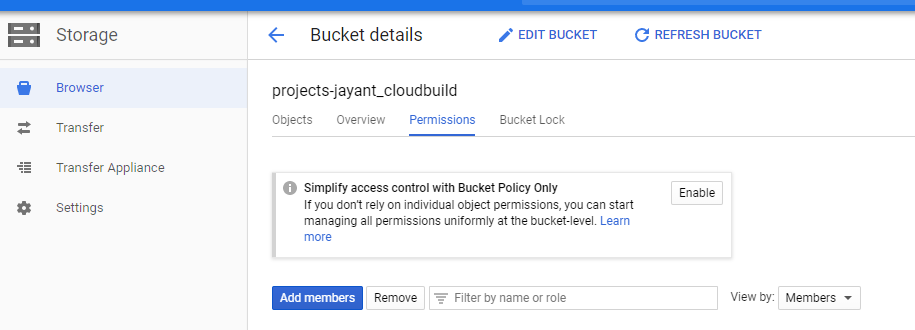 Storage
Bucket details
EDIT BUCKET
REFRESH BUCKET
Browser
Transfer
Transfer Appliance
Settings
projects-jayant_cloudbuild
Objects
Overview
Permissions
Bucket Lock
Simplify access control with Bucket Policy Only
If you don't rely on individual object permissions, you can start
managing all permissions uniformly at the bucket-level. Learn
more
Enable
Add members
Remove
Filter by name or role
View by:
Members